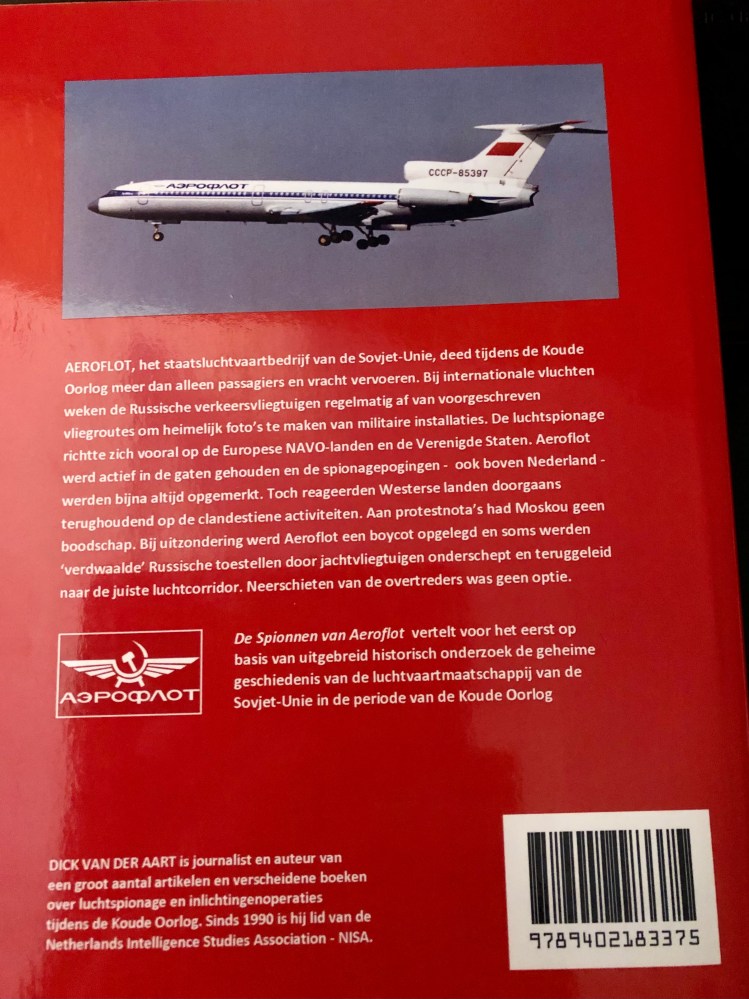 АЭРОФЛОТ
СССР-85397
AEROFLOT, het staatsluchtvaartbedrijf van de Sovjet-Unie, deed tijdens de Koude
Oorlog meer dan alleen passagiers en vracht vervoeren. Bij internationale vluchten
weken de Russische verkeersvliegtuigen regelmatig af van voorgeschreven
vliegroutes om heimelijk foto's te maken van militaire installaties. De luchtspionage
richtte zich vooral op de Europese NAVO-landen en de Verenigde Staten. Aeroflot
werd actief in de gaten gehouden en de spionagepogingen - ook boven Nederland -
werden bijna altijd opgemerkt. Toch reageerden Westerse landen doorgaans
terughoudend op de clandestiene activiteiten. Aan protestnota's had Moskou geen
boodschap. Bij uitzondering werd Aeroflot een boycot opgelegd en soms werden
'verdwaalde' Russische toestellen door jachtvliegtuigen onderschept en teruggeleid
naar de juiste luchtcorridor. Neerschieten van de overtreders was geen optie.
De Spionnen van Aeroflot vertelt voor het eerst op
basis van uitgebreid historisch onderzoek de geheime
geschiedenis van de luchtvaartmaatschappij van de
Sovjet-Unie in de periode van de Koude Oorlog
АЭРОФЛОТ
DICK VAN DER AART is journalist en auteur van
een groot aantal artikelen en verscheidene boeken
over luchtspionage en inlichtingenoperaties
tijdens de Koude Oorlog. Sinds 1990 is hij lid van de
Netherlands Intelligence Studies Association - NISA.
9789402183375